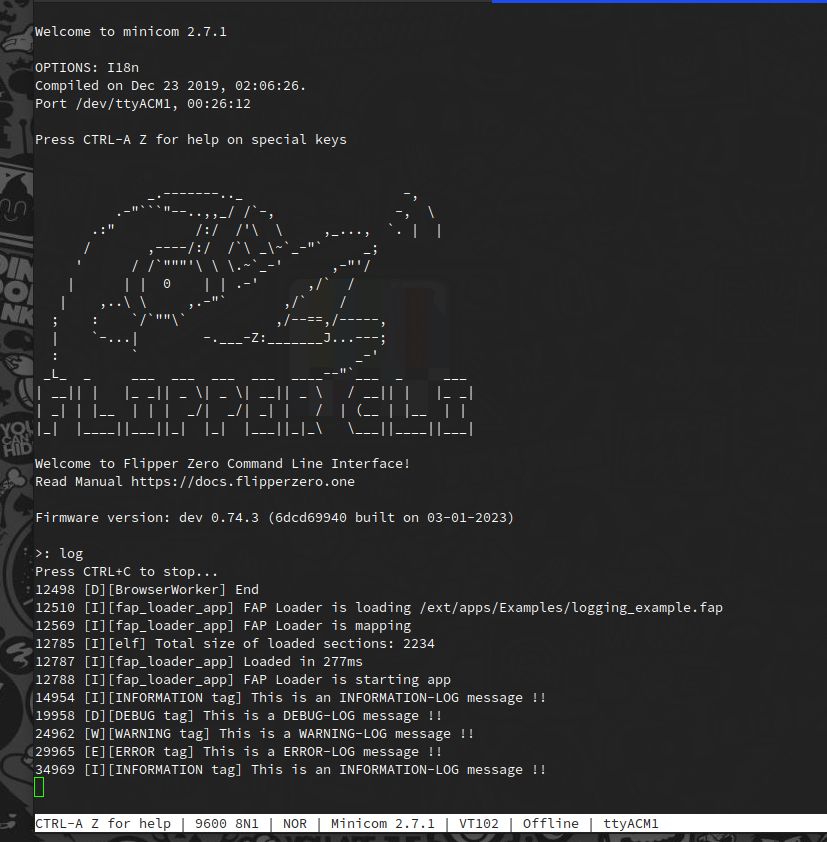 Welcome to minicom 2.7.1
OPTIONS: I18n
Compiled on Dec 23 2019, 02:06:26.
Port /dev/ttyACM1, 00:26:12
Press CTRL-A Z for help on special keys
FLIPPER CLI
Welcome to Flipper Zero Command Line Interface!
Read Manual https://docs.flipperzero.one
Firmware version: dev 0.74.3 (6dcd69940 built on 03-01-2023)
>: log
Press CTRL+C to stop...
12498 [D][BrowserWorker] End
12510 [I][fap_loader_app] FAP Loader is loading /ext/apps/Examples/logging_example.fap
12569 [I][fap_loader_app] FAP Loader is mapping
12785 [I][elf] Total size of loaded sections: 2234
12787 [I][fap_loader_app] Loaded in 277ms
12788 [I][fap_loader_app] FAP Loader is starting app
14954 [I][INFORMATION tag] This is an INFORMATION-LOG message !!
19958 [D][DEBUG tag] This is a DEBUG-LOG message !!
24962 [W][WARNING tag] This is a WARNING-LOG message !!
29965 [E][ERROR tag] This is a ERROR-LOG message !!
34969 [I][INFORMATION tag] This is an INFORMATION-LOG message !!
CTRL-A Z for help | 9600 8N1 | NOR | Minicom 2.7.1 | VT102 | Offline | ttyACM1